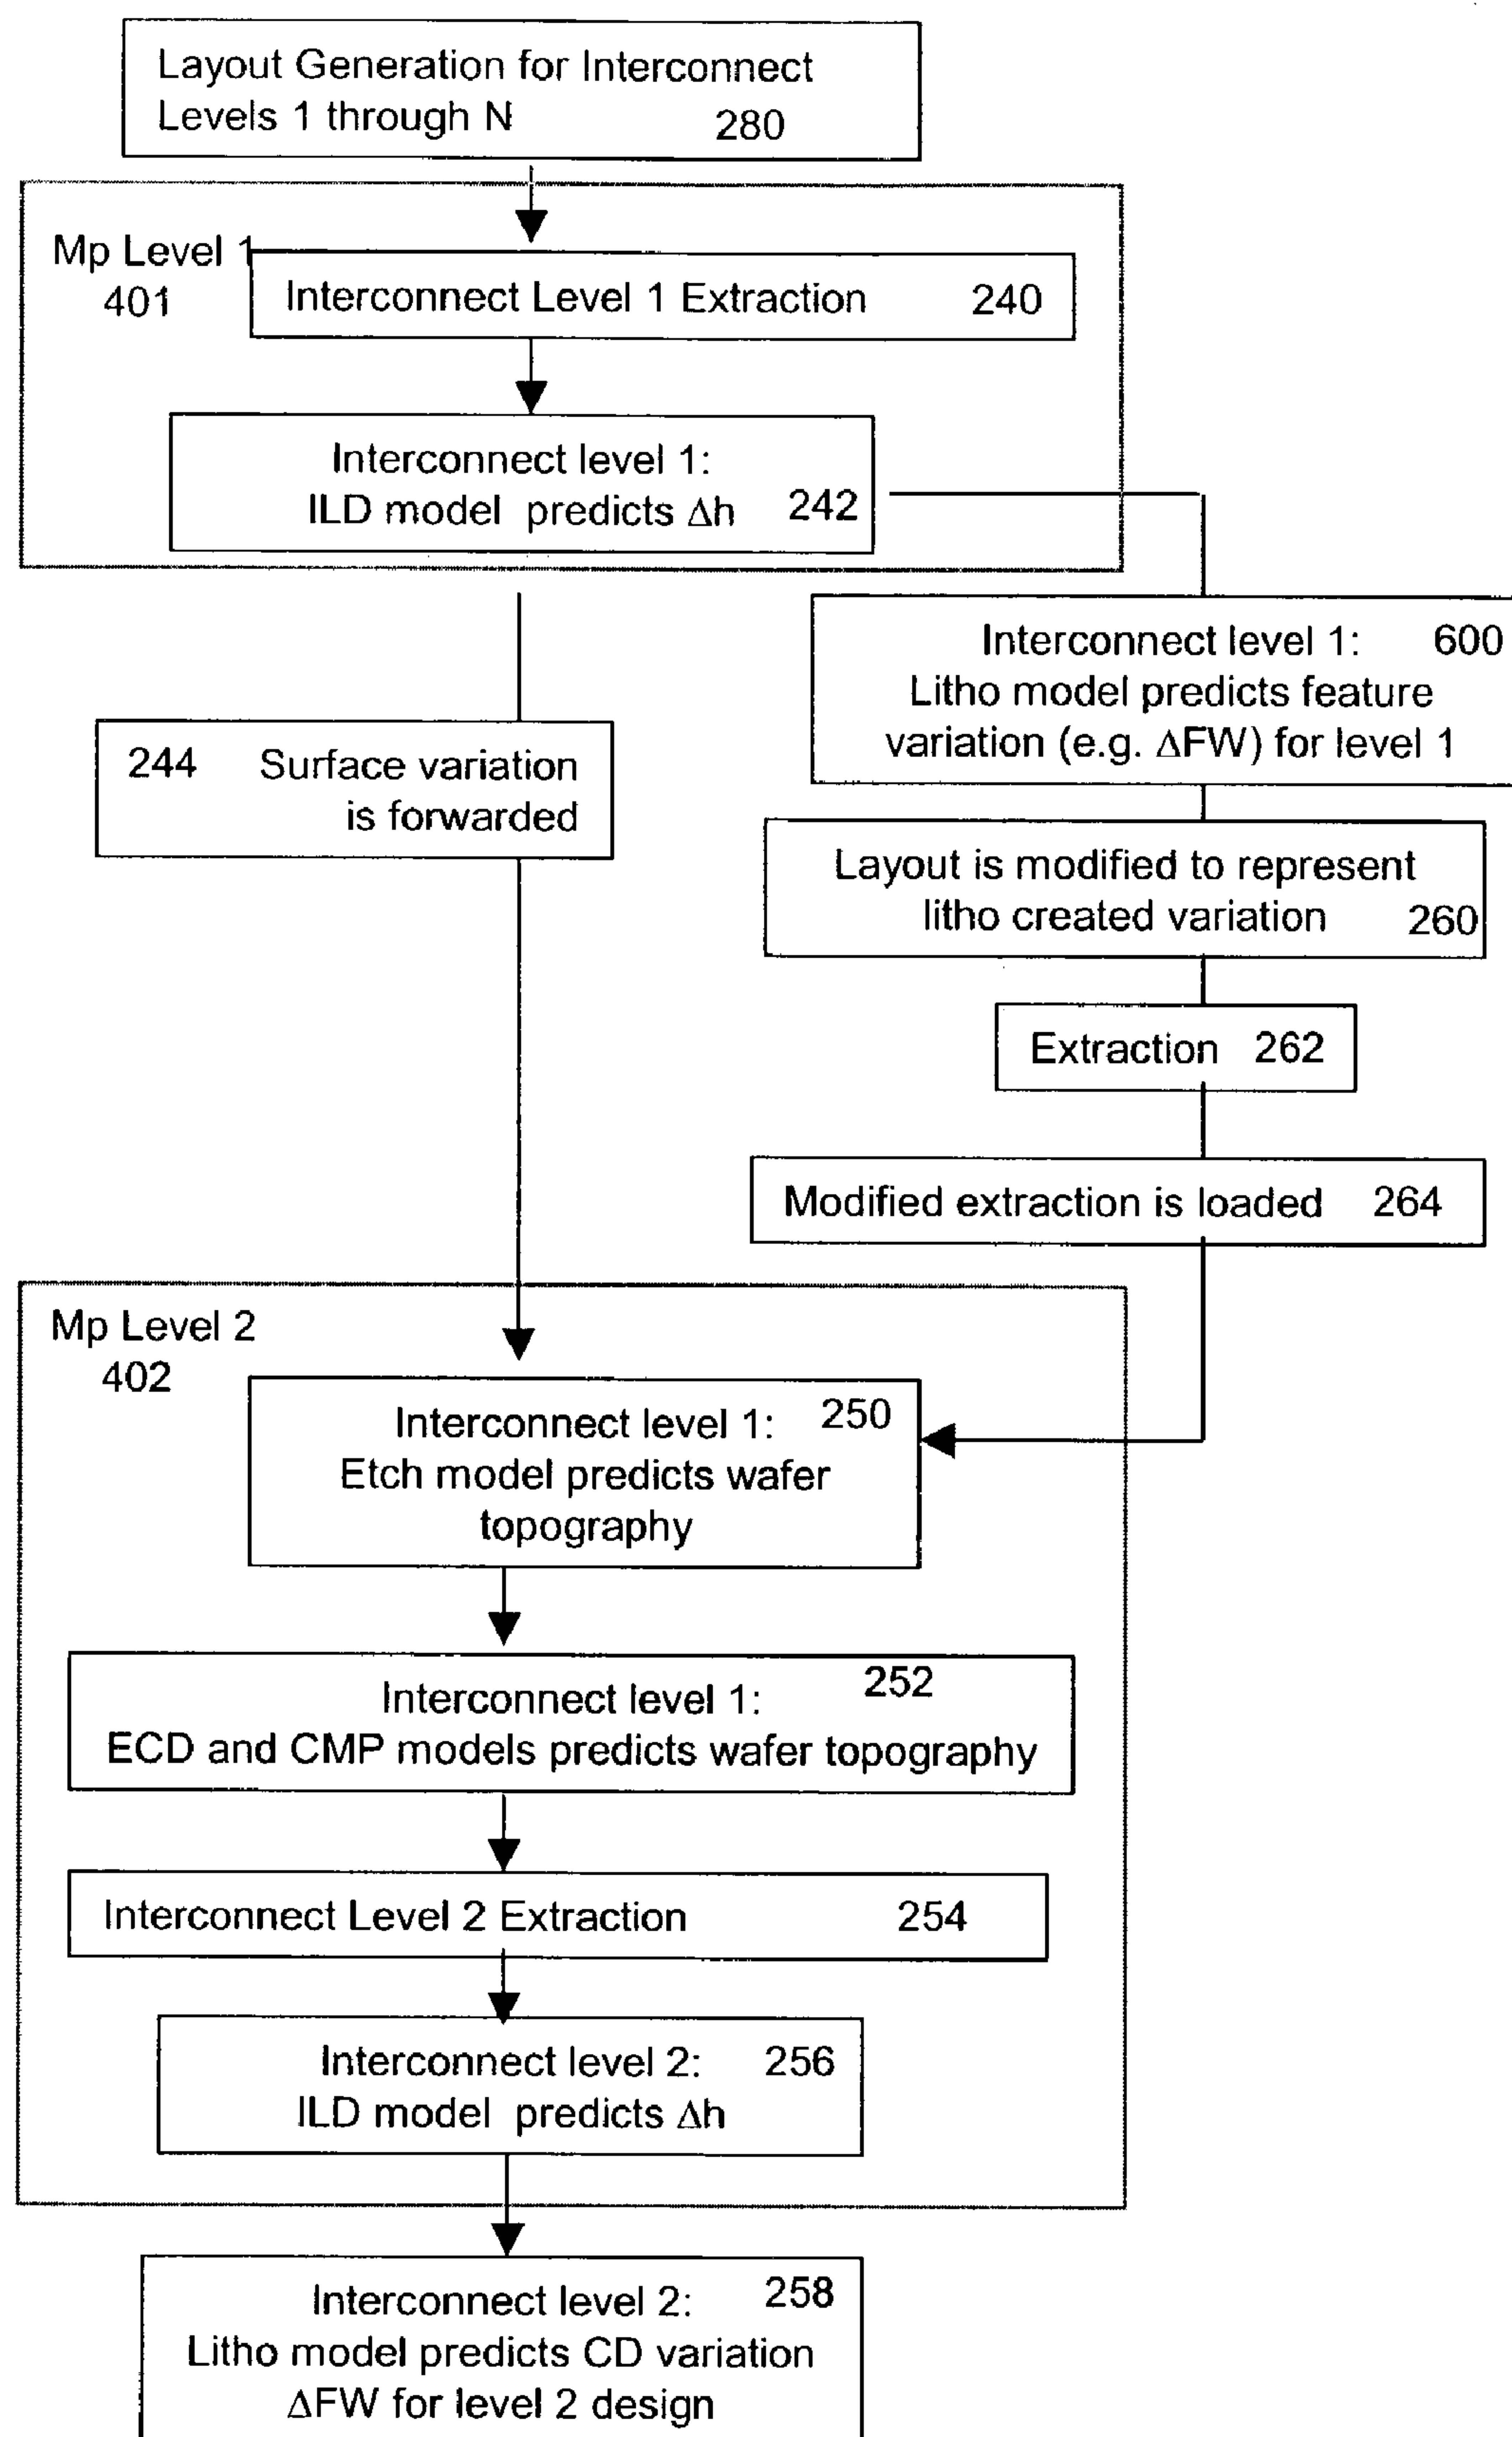 Layout Generation for Interconnect
Levels 1 through N 280
Mp Level 1
401
Interconnect Level 1 Extraction 240
Interconnect level 1:
ILD model predicts Δh 242
Interconnect level 1: 600
Litho model predicts feature
variation (e.g. ΔFW) for level 1
244 Surface variation
is forwarded
Layout is modified to represent
litho created variation 260
Extraction 262
Modified extraction is loaded 264
Mp Level 2
402
Interconnect level 1: 250
Etch model predicts wafer
topography
Interconnect level 1: 252
ECD and CMP models predicts wafer topography
Interconnect Level 2 Extraction 254
Interconnect level 2: 256
ILD model predicts Δh
Interconnect level 2: 258
Litho model predicts CD variation
ΔFW for level 2 design